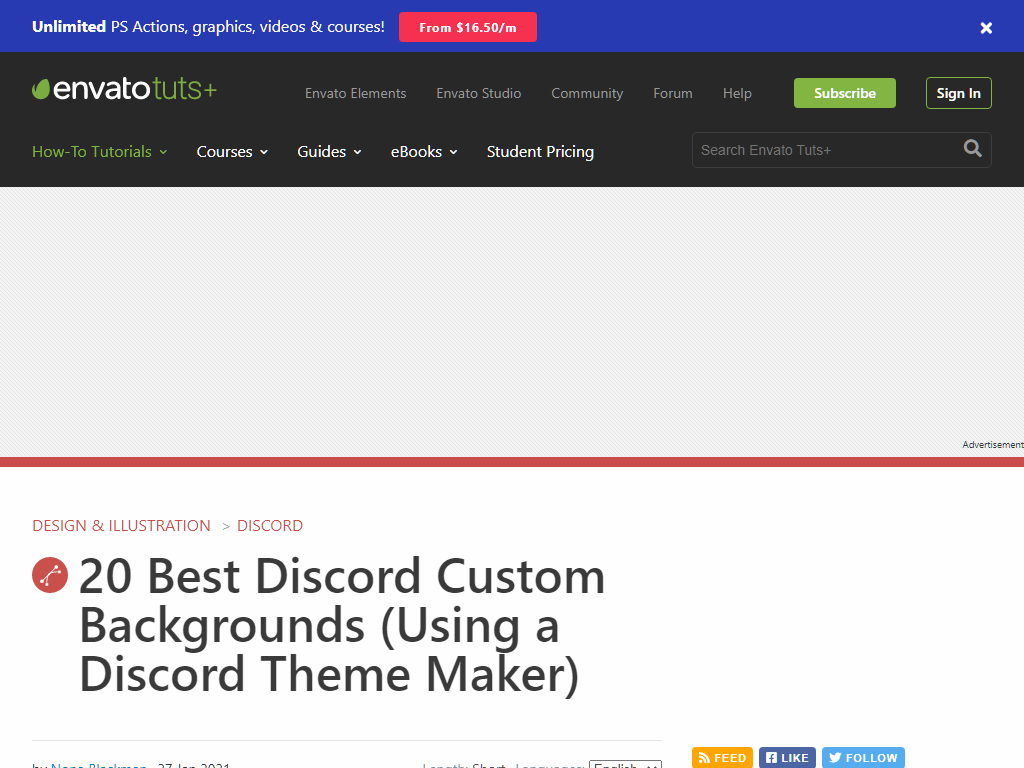 Unlimited PS Actions, graphics, videos & courses! From $16.50/m
envatotuts+ Envato Elements Envato Studio Community Forum Help Subscribe Sign In
How-To Tutorials Courses Guides eBooks Student Pricing Search Envato Tuts+
Advertisement
DESIGN & ILLUSTRATION > DISCORD
20 Best Discord Custom
Backgrounds (Using a
Discord Theme Maker)
FEED LIKE FOLLOW
by Nona Blackman 27 Jan 2021 Length: Short Languages: English